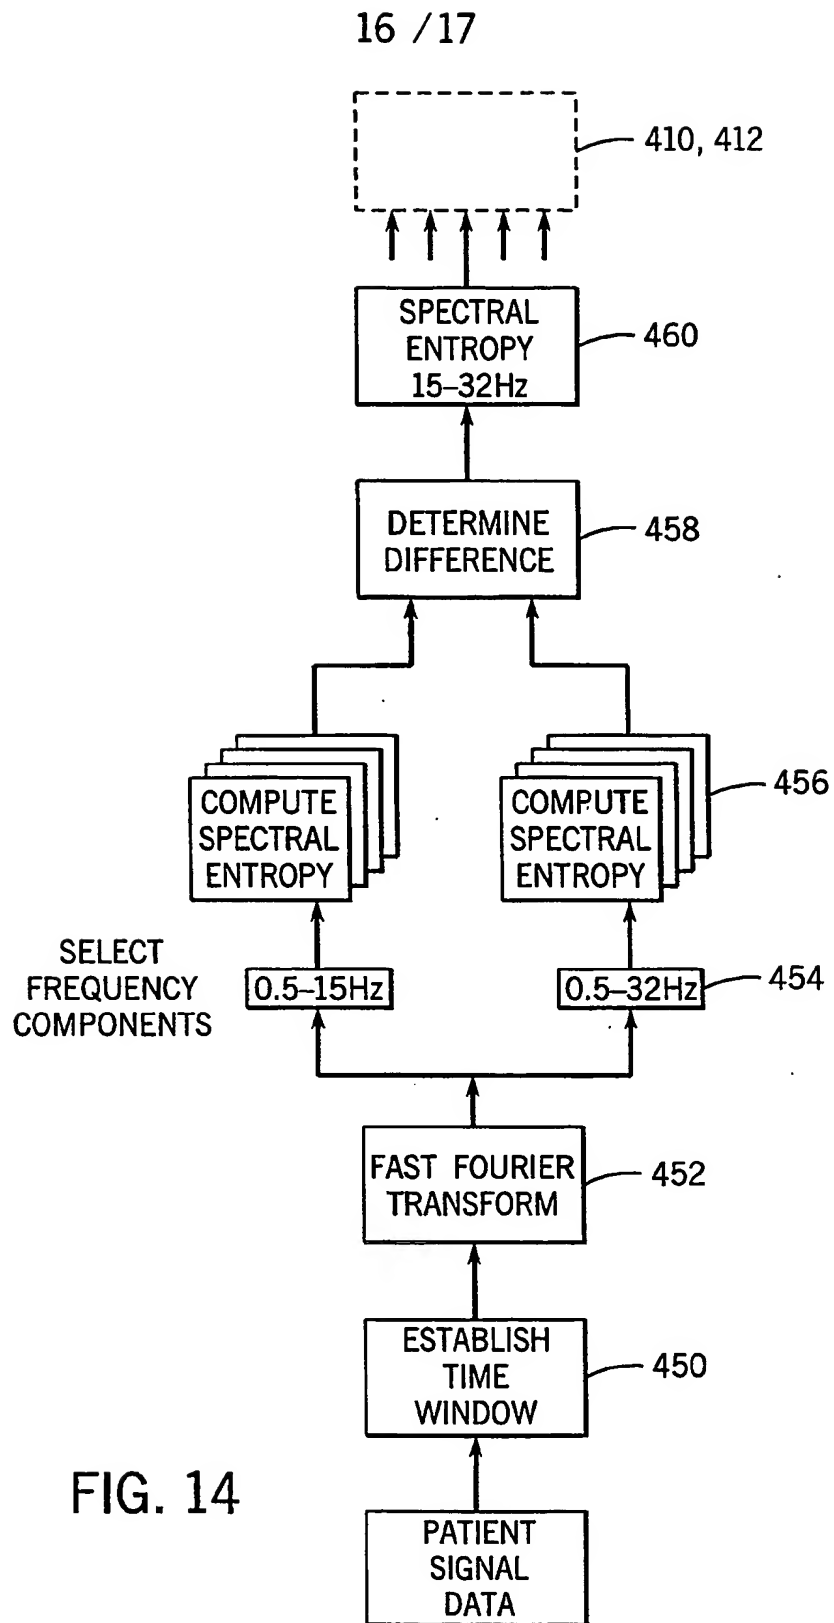 16 /17
410, 412
SPECTRAL
ENTROPY
15–32Hz
460
DETERMINE
DIFFERENCE
458
COMPUTE
SPECTRAL
ENTROPY
COMPUTE
SPECTRAL
ENTROPY
456
SELECT
FREQUENCY
COMPONENTS
0.5–15Hz
0.5–32Hz
454
FAST FOURIER
TRANSFORM
452
ESTABLISH
TIME
WINDOW
450
FIG. 14
PATIENT
SIGNAL
DATA